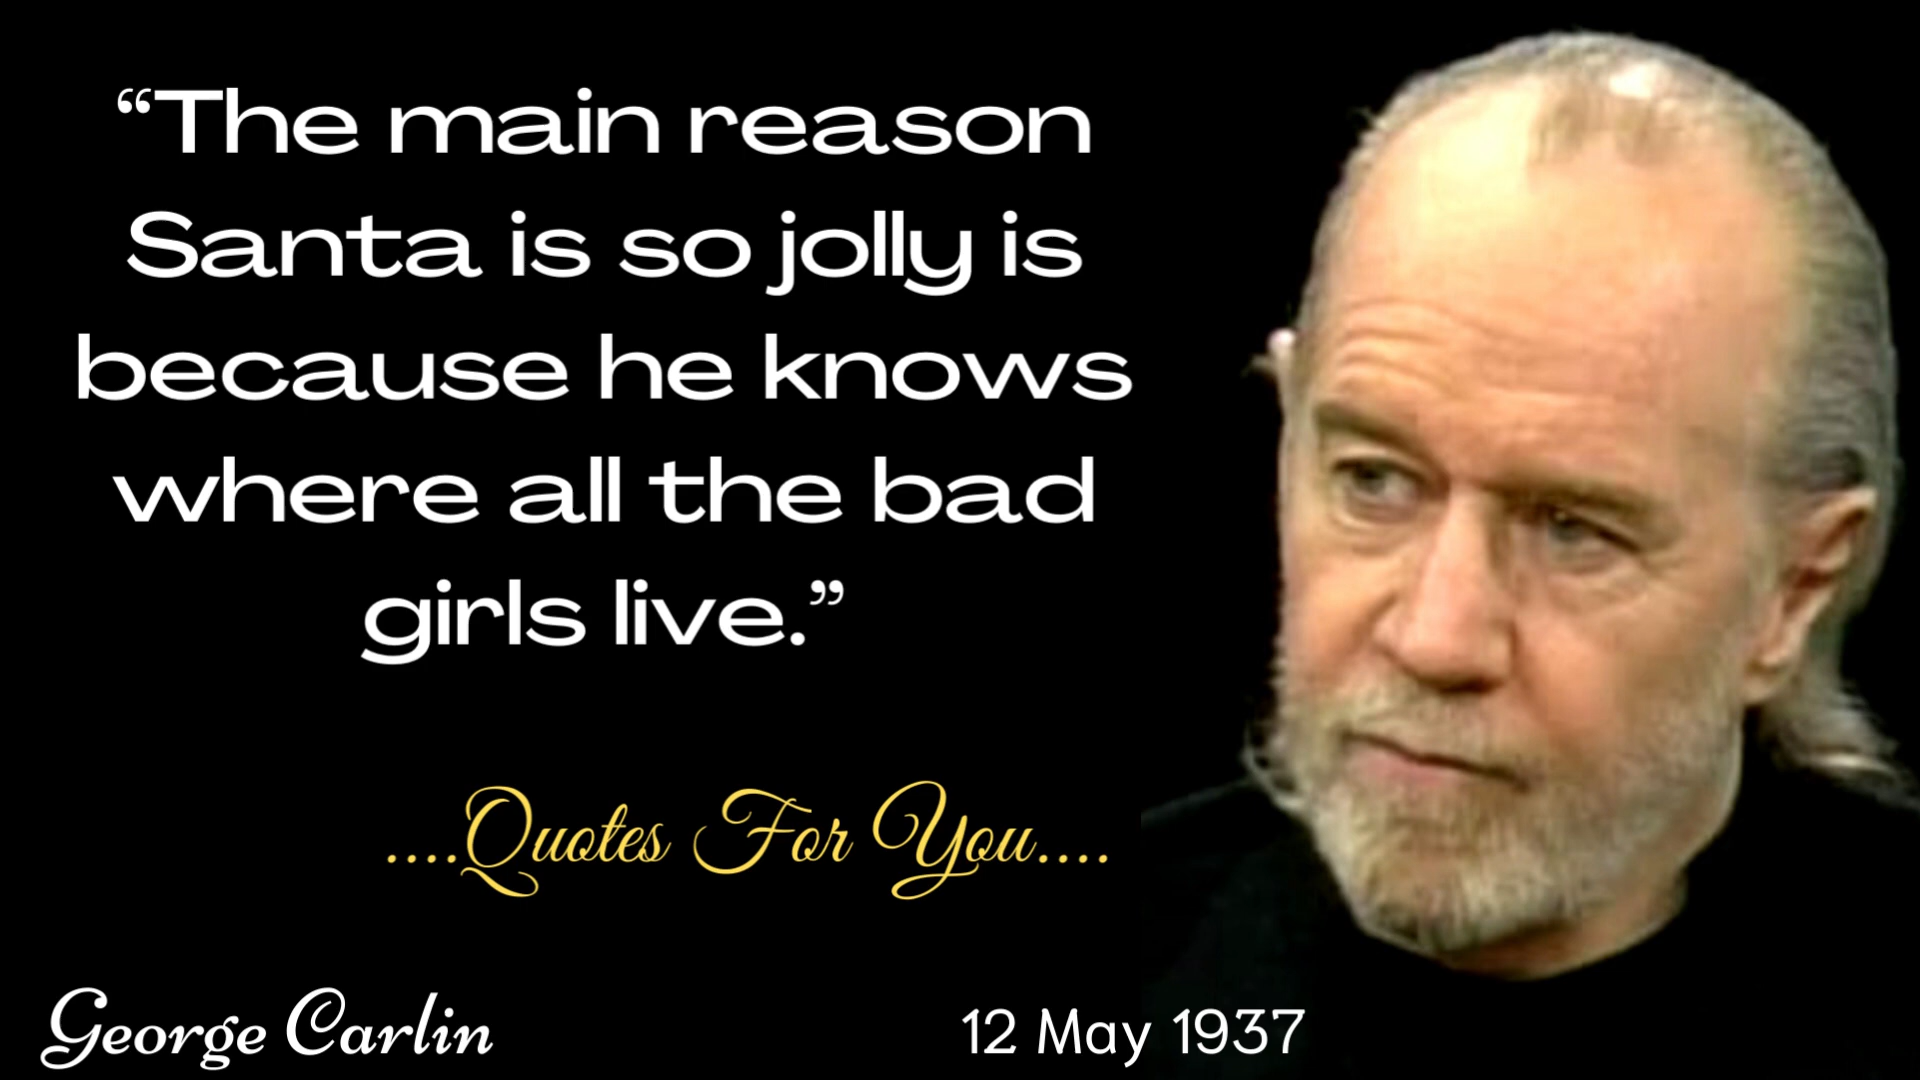 “The main reason
Santa is so jolly is
because he knows
where all the bad
girls live.”
....Quotes For You....
George Carlin
12 May 1937